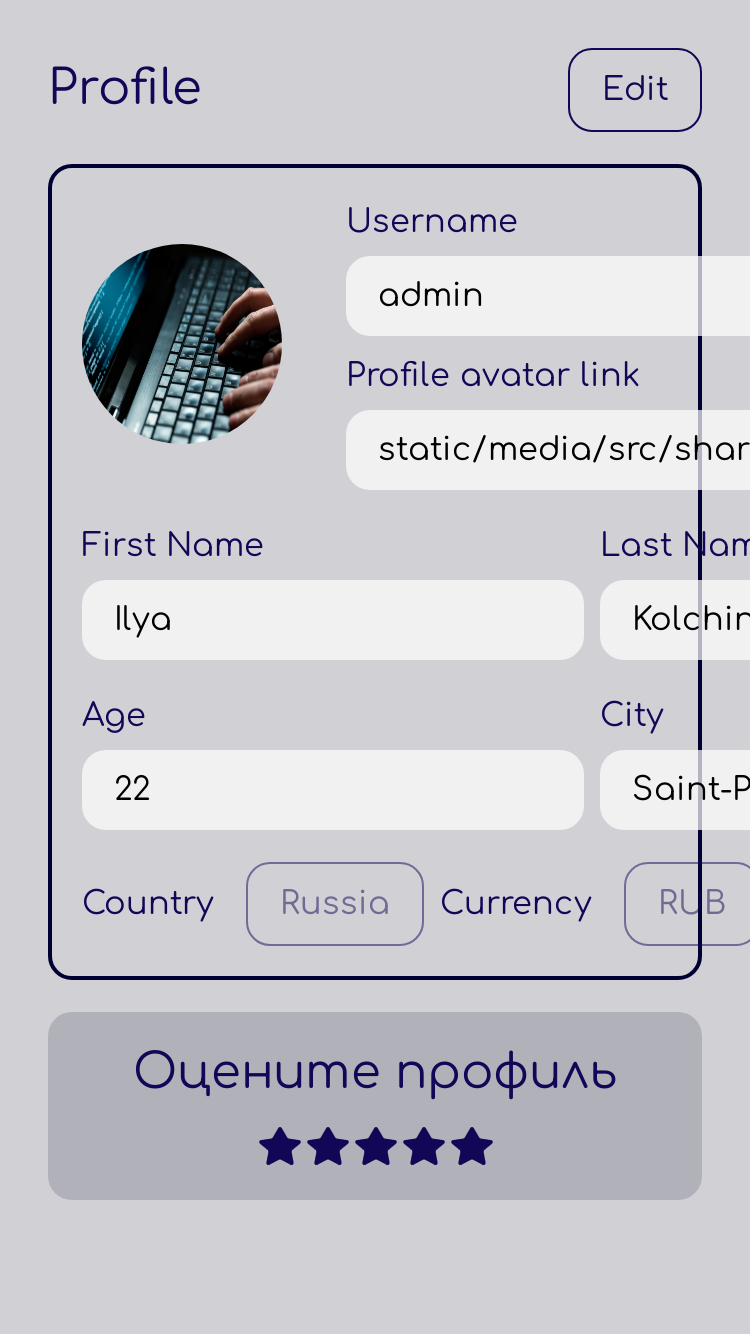 Profile
Edit
Username
admin
Profile avatar link
static/media/src/shar
First Name
Last Nam
Ilya
Kolchin
Age
City
22
Saint-P
Country
Russia
Currency
RUB
Оцените профиль